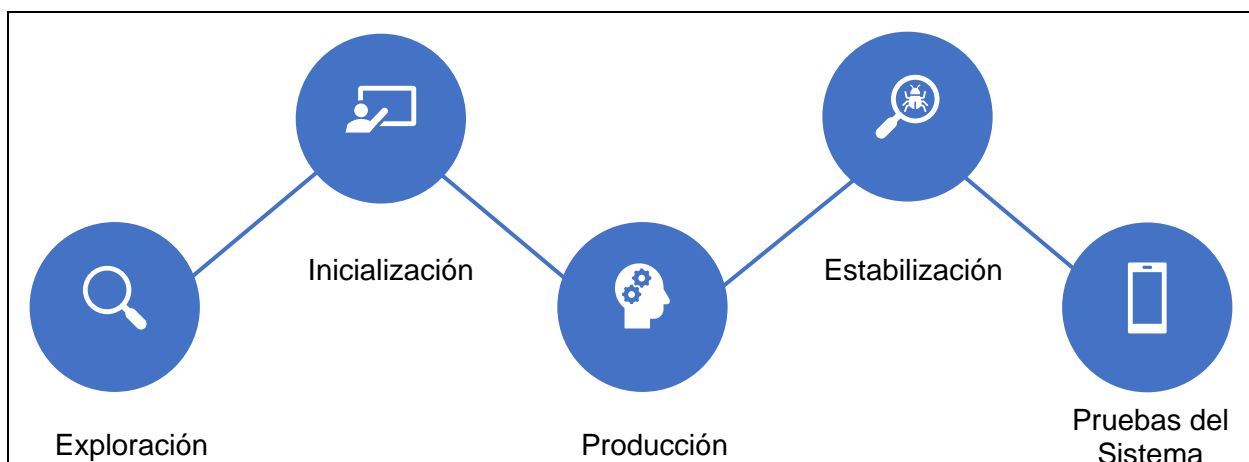 Inicialización
Estabilización
Exploración
Producción
Pruebas del
Sistema